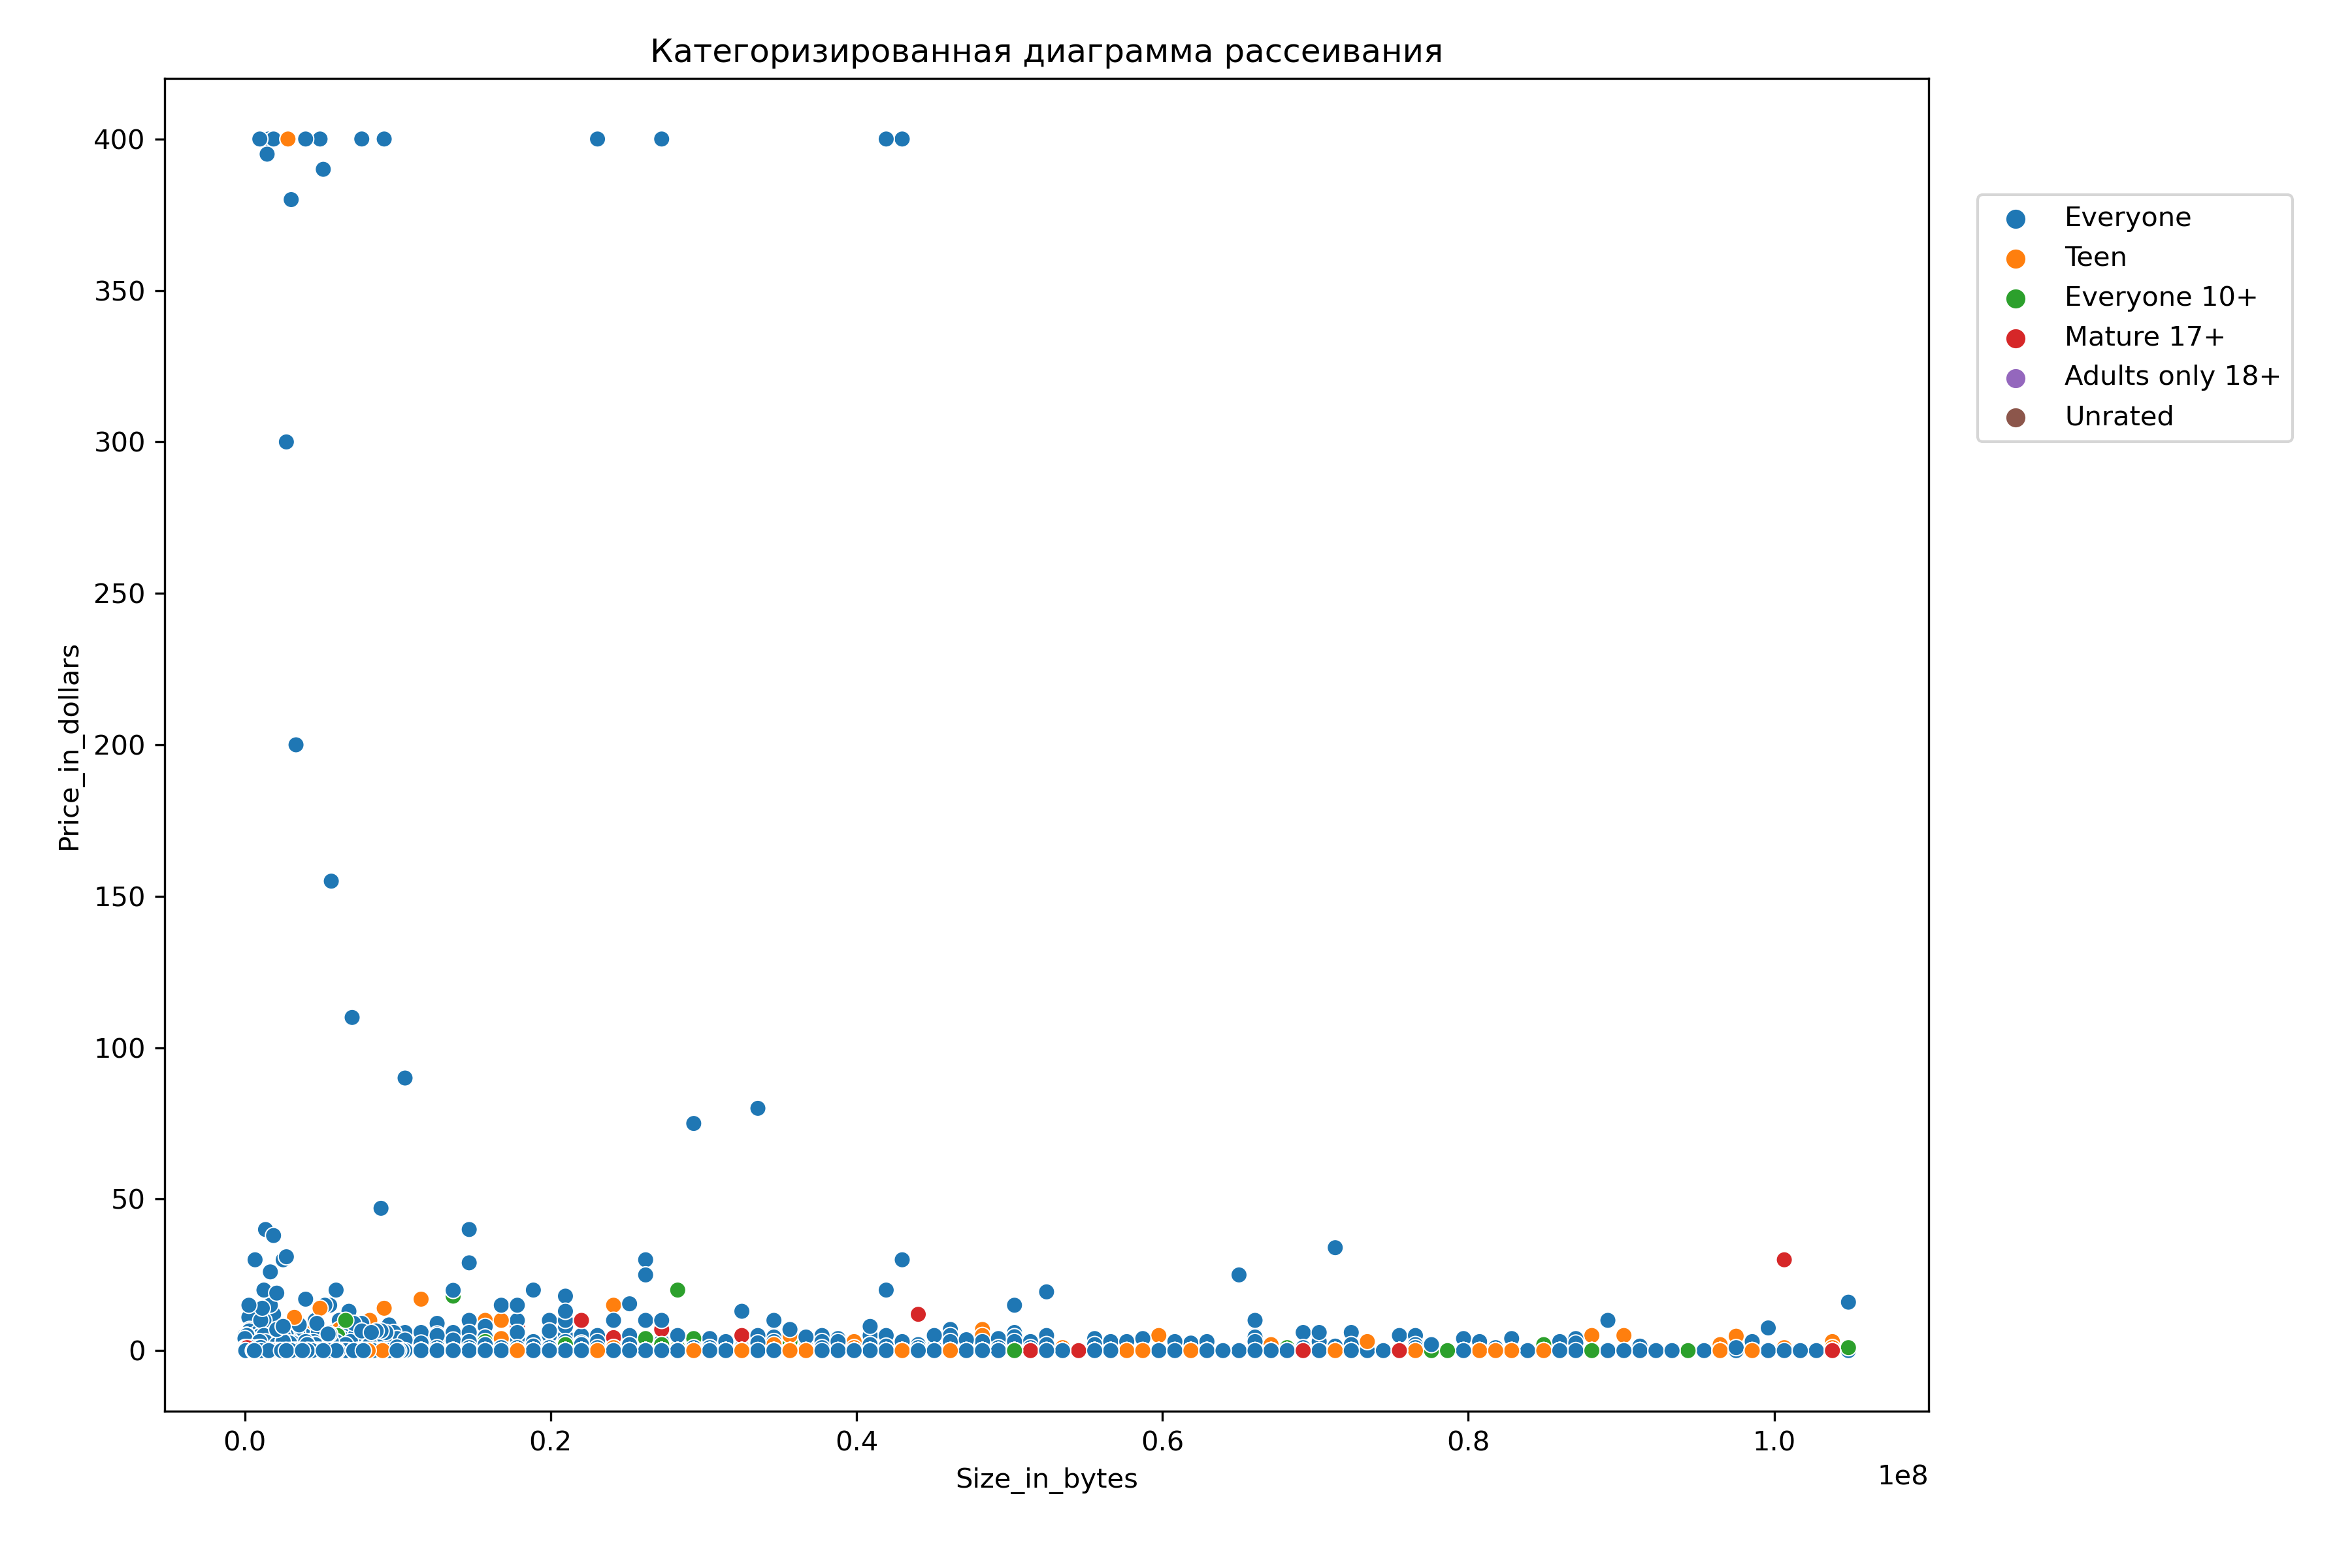 Категоризированная диаграмма рассеивания
400
350
300
250
200
150
100
50
0
Price_in_dollars
0.0 0.2 0.4 0.6 0.8 1.0
Size_in_bytes
1e8
Everyone
Teen
Everyone 10+
Mature 17+
Adults only 18+
Unrated